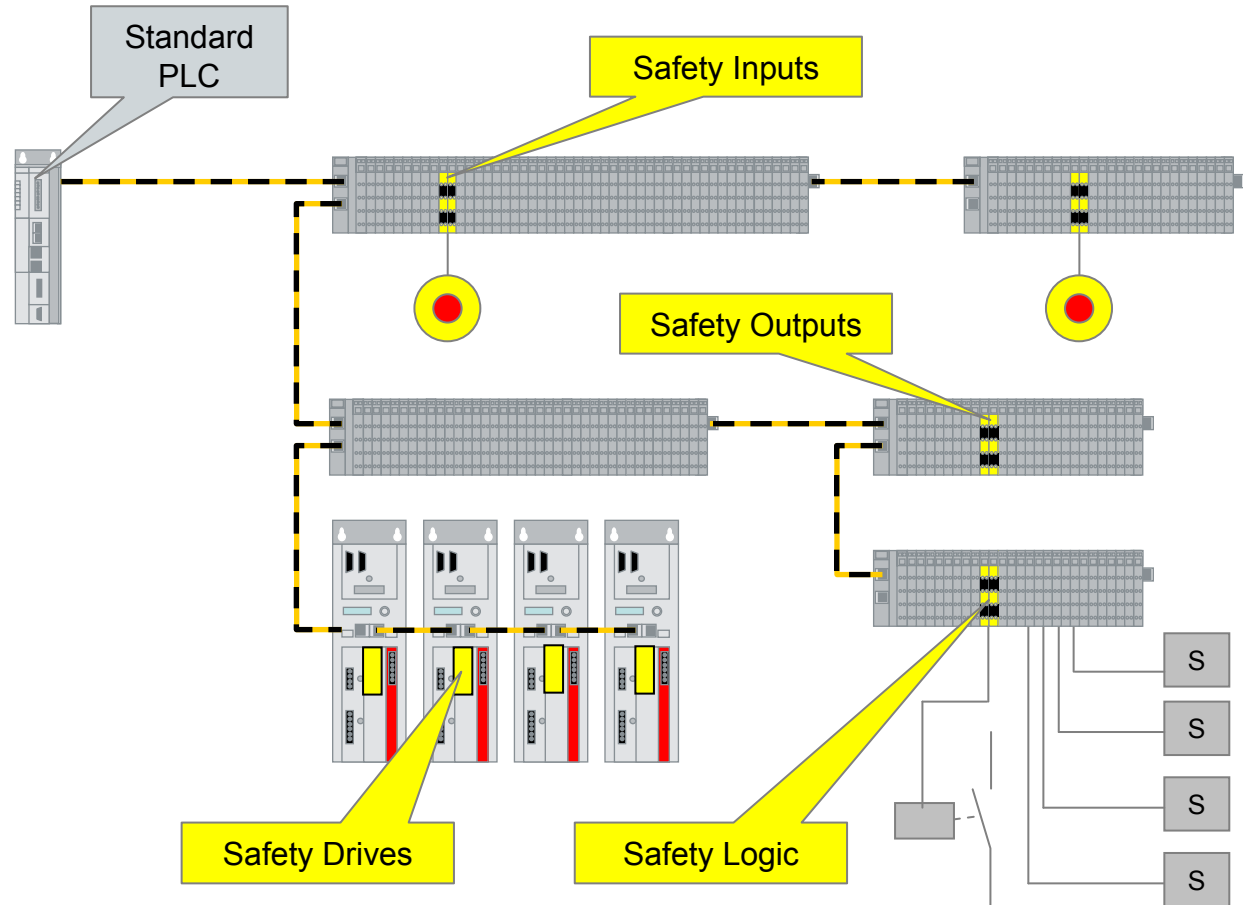 Standard
PLC
Safety Inputs
Safety Outputs
S
S
S
S
Safety Drives
Safety Logic